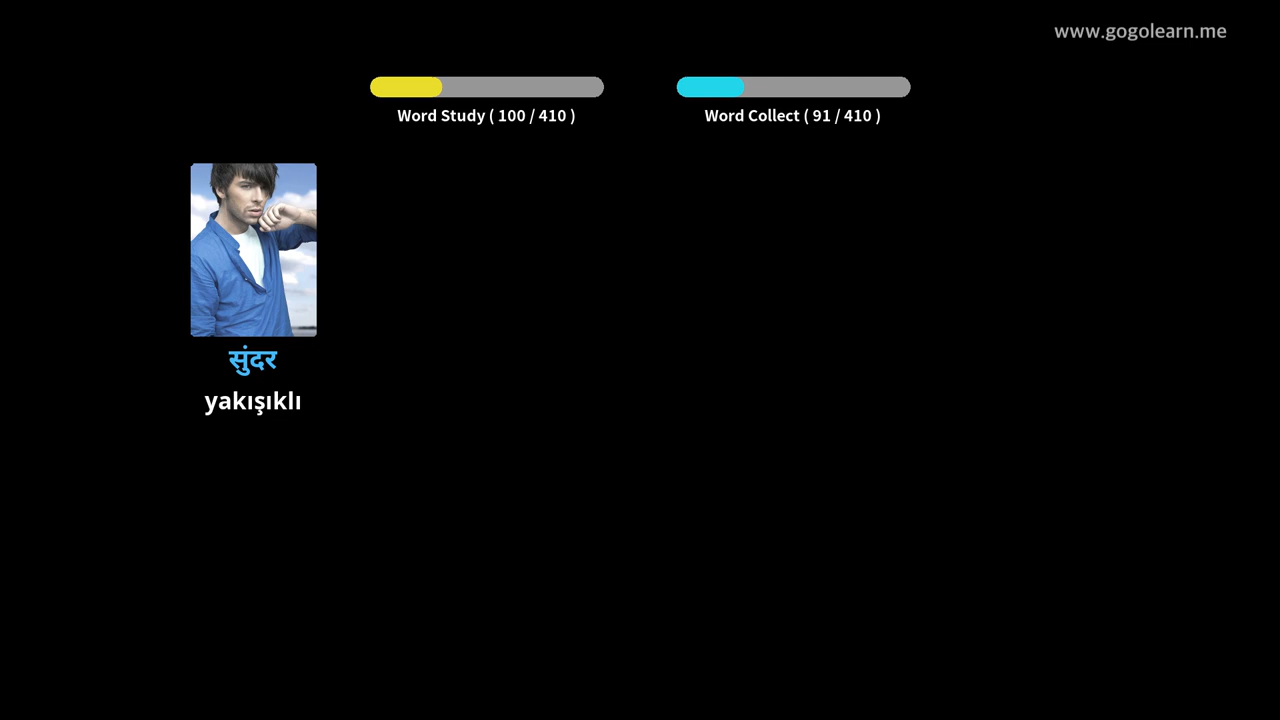 www.gogolearn.me
Word Study ( 100 / 410 )
Word Collect ( 91 / 410 )
सुंदर
yakışıklı